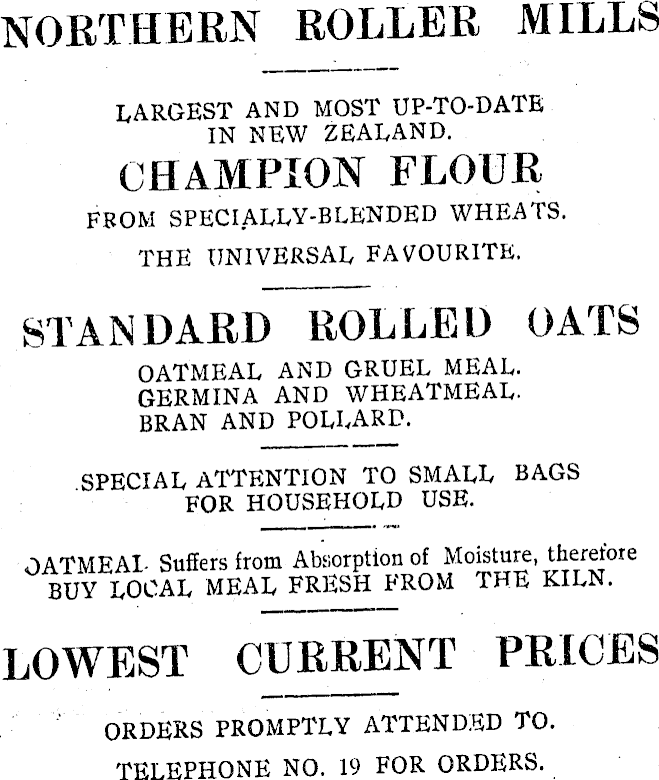 NORTHERN ROLLER MILLS
LARGEST AND MOST UP-TO-DATE
IN NEW ZEALAND.
CHAMPION FLOUR
FROM SPECIALLY-BLENDED WHEATS.
THE UNIVERSAL FAVOURITE.
STANDARD ROLLED OATS
OATMEAL AND GRUEL MEAL.
GERMINA AND WHEATMEAL.
BRAN AND POLLARD.
SPECIAL ATTENTION TO SMALL BAGS
FOR HOUSEHOLD USE.
OATMEAL Suffers from Absorption of Moisture, therefore
BUY LOCAL MEAL FRESH FROM THE KILN.
LOWEST CURRENT PRICES
ORDERS PROMPTLY ATTENDED TO.
TELEPHONE NO. 19 FOR ORDERS.